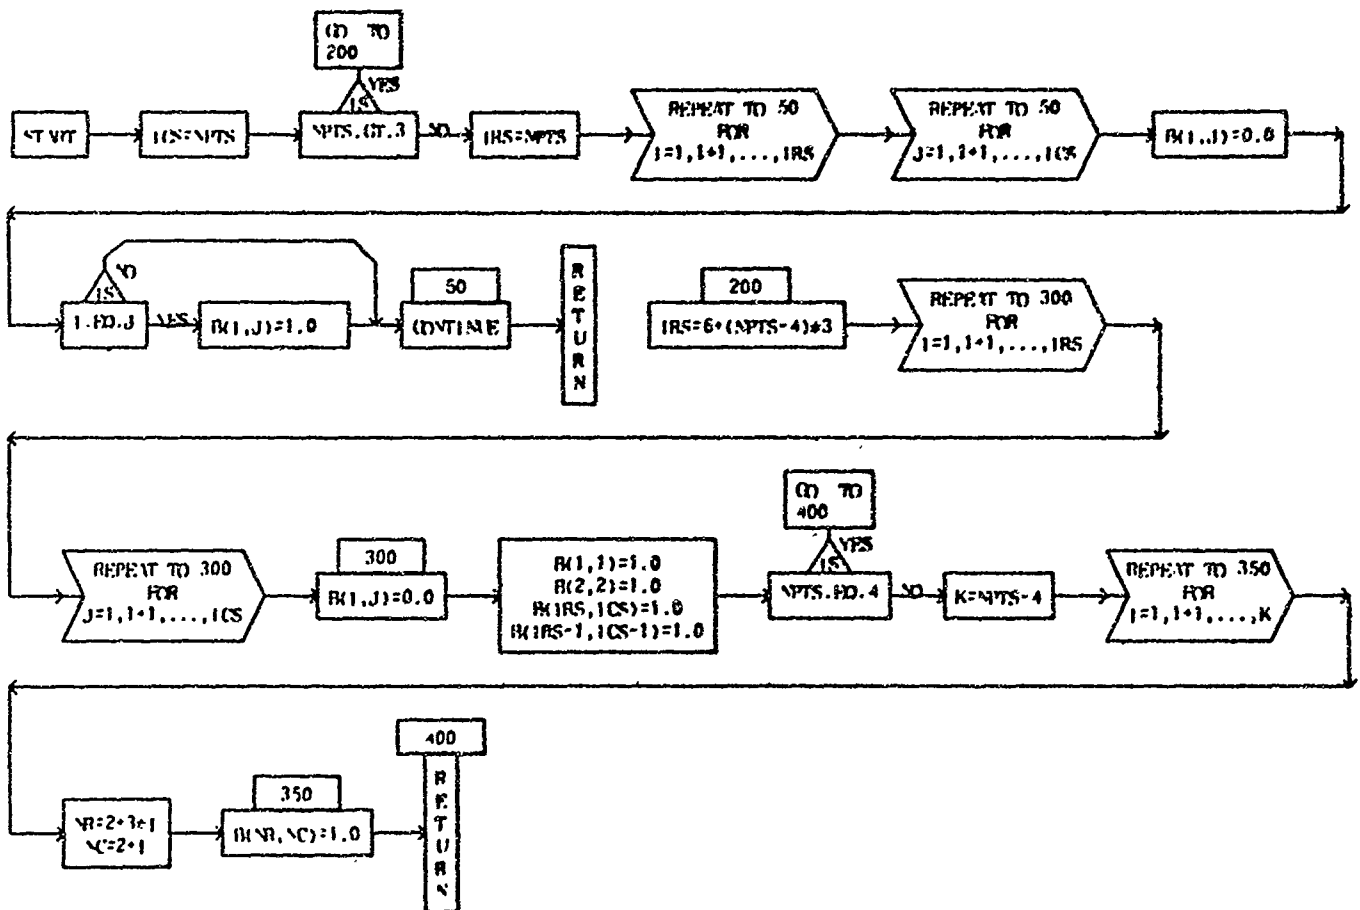 GO TO
200
YES
IS
START
ICS=NPTS
NPTS.GT.3
NO
IRS=NPTS
REPEAT TO 50
FOR
I=1,1+1,...,IRS
REPEAT TO 50
FOR
J=1,1+1,...,ICS
B(I,J)=0.0
NO
IS
I.EQ.J
YES
B(I,J)=1.0
50
CONTINUE
RETURN
200
IRS=6+(NPTS-4)*3
REPEAT TO 300
FOR
I=1,1+1,...,IRS
REPEAT TO 300
FOR
J=1,1+1,...,ICS
300
B(I,J)=0.0
B(1,1)=1.0
B(2,2)=1.0
B(IRS,ICS)=1.0
B(IRS-1,ICS-1)=1.0
GO TO
400
YES
IS
NPTS.EQ.4
NO
K=NPTS-4
REPEAT TO 350
FOR
I=1,1+1,...,K
NR=2+3*I
NC=2+I
350
B(NR,NC)=1.0
400
RETURN